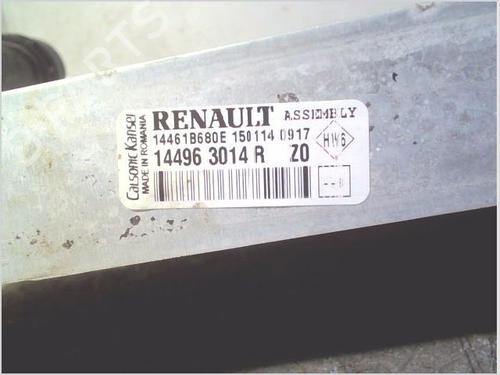 RENAULT ASSEMBLY
14461B680E 150114 0917
14496 3014 R Z0
HW6
Calsonic Kansei
MADE IN ROMANIA